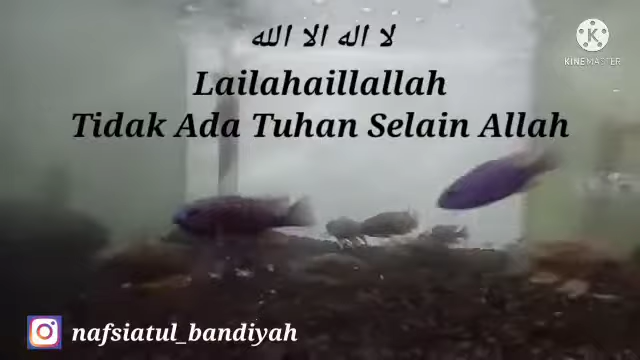 لا اله الا الله
Lailahaillallah
Tidak Ada Tuhan Selain Allah
KINEMASTER
nafsiatul_bandiyah